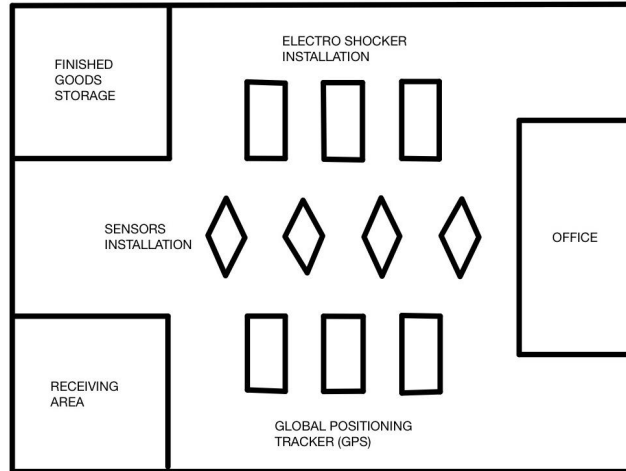 ELECTRO SHOCKER
INSTALLATION
FINISHED
GOODS
STORAGE
SENSORS
INSTALLATION
OFFICE
RECEIVING
AREA
GLOBAL POSITIONING
TRACKER (GPS)